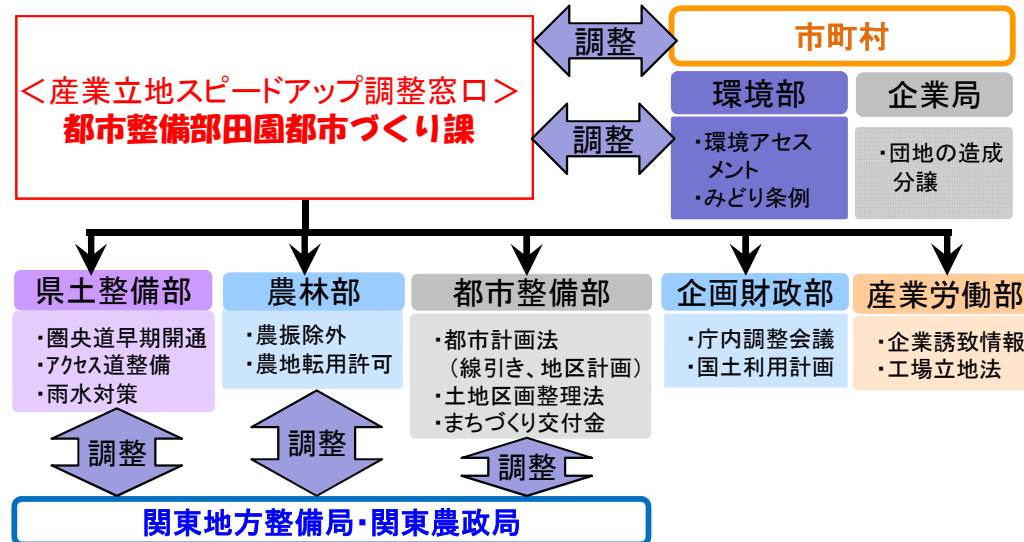 ＜産業立地スピードアップ調整窓口＞
都市整備部田園都市づくり課
調整
市町村
調整
環境部
・環境アセス
メント
・みどり条例
企業局
・団地の造成
分譲
県土整備部
・圏央道早期開通
・アクセス道整備
・雨水対策
農林部
・農振除外
・農地転用許可
都市整備部
・都市計画法
（線引き、地区計画）
・土地区画整理法
・まちづくり交付金
企画財政部
・庁内調整会議
・国土利用計画
産業労働部
・企業誘致情報
・工場立地法
調整
調整
調整
関東地方整備局・関東農政局